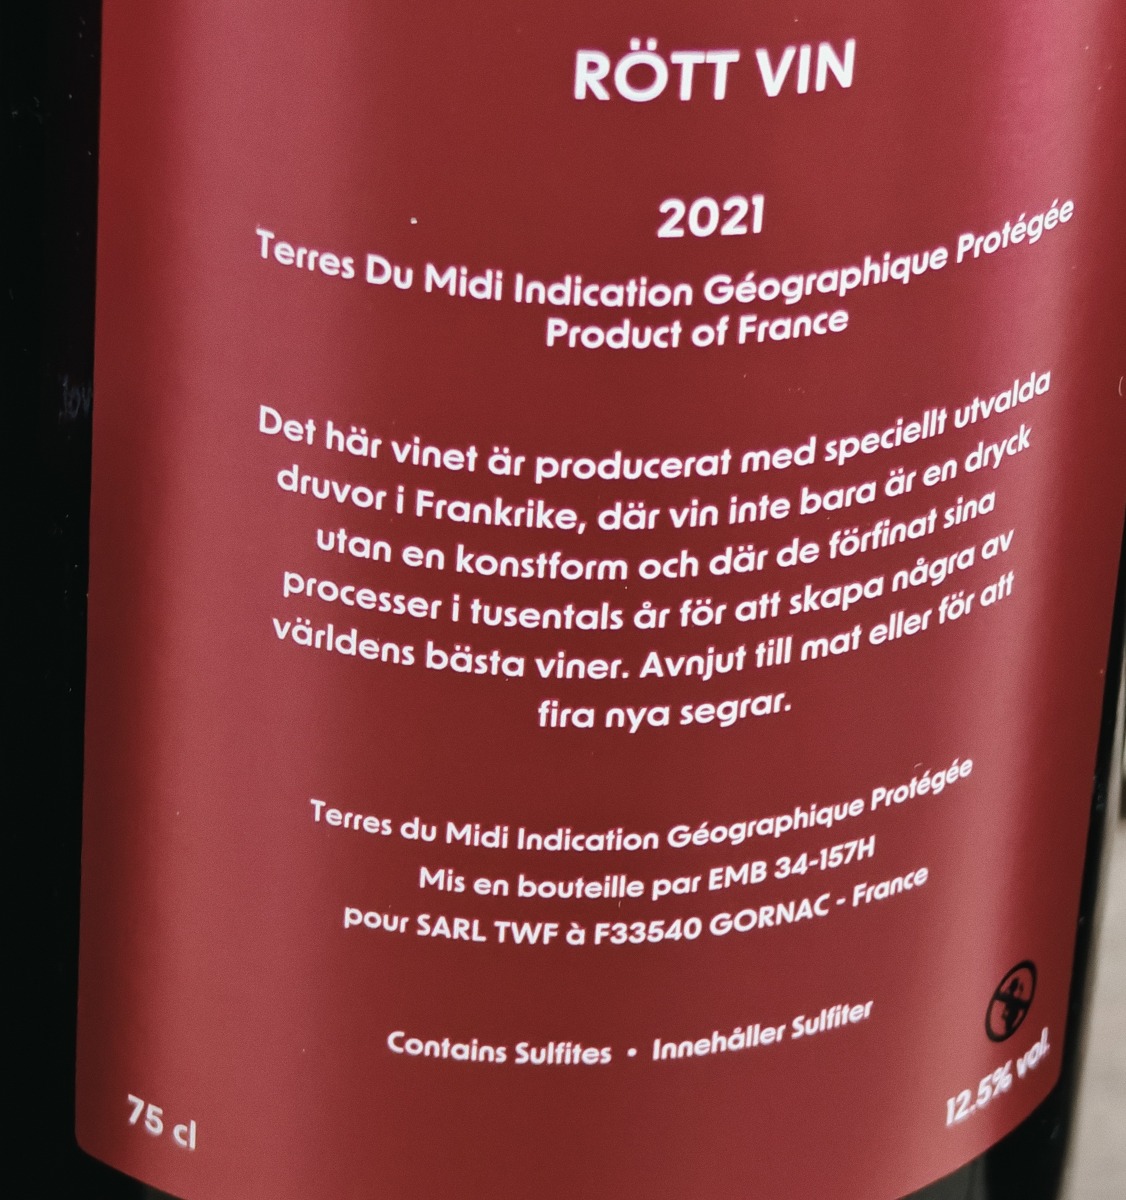 RÖTT VIN
2021
Terres Du Midi Indication Géographique Protégée
Product of France
Det här vinet är producerat med speciellt utvalda
druvor i Frankrike, där vin inte bara är en dryck
utan en konstform och där de förfinat sina
processer i tusentals år för att skapa några av
världens bästa viner. Avnjut till mat eller för att
fira nya segrar.
Terres du Midi Indication Géographique Protégée
Mis en bouteille par EMB 34-157H
pour SARL TWF à F33540 GORNAC - France
Contains Sulfites • Innehåller Sulfiter
75 cl
12.5% vol.